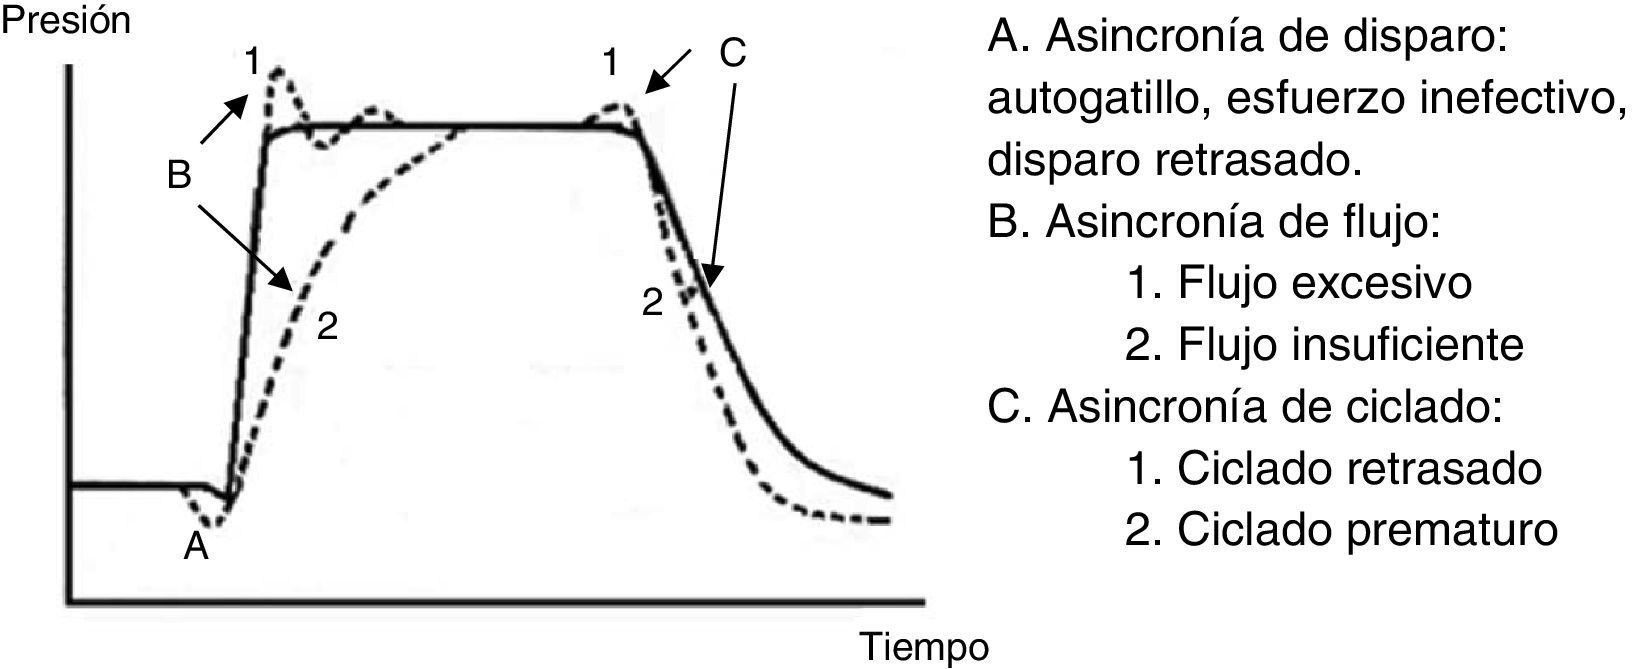 Presión
1
1
C
B
2
2
A
Tiempo
A. Asincronía de disparo:
autogatillo, esfuerzo inefectivo,
disparo retrasado.
B. Asincronía de flujo:
1. Flujo excesivo
2. Flujo insuficiente
C. Asincronía de ciclado:
1. Ciclado retrasado
2. Ciclado prematuro